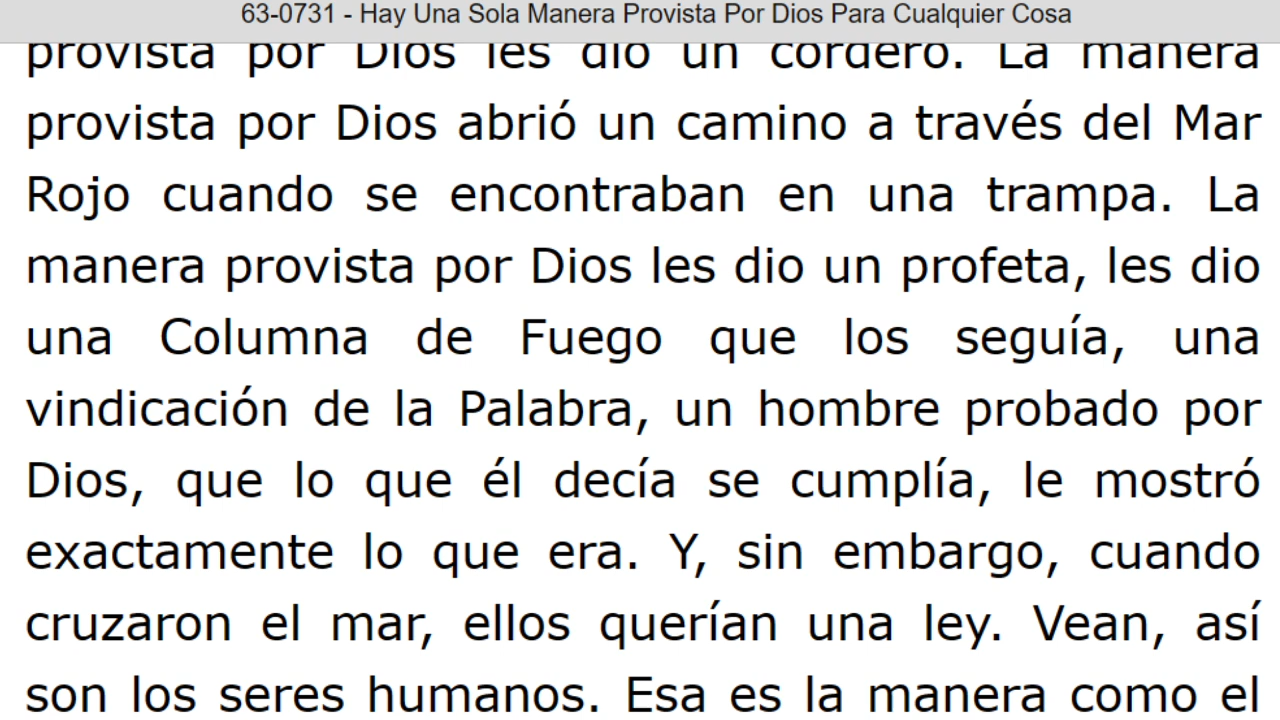 63-0731 - Hay Una Sola Manera Provista Por Dios Para Cualquier Cosa
provista por Dios les dio un cordero. La manera
provista por Dios abrió un camino a través del Mar
Rojo cuando se encontraban en una trampa. La
manera provista por Dios les dio un profeta, les dio
una Columna de Fuego que los seguía, una
vindicación de la Palabra, un hombre probado por
Dios, que lo que él decía se cumplía, le mostró
exactamente lo que era. Y, sin embargo, cuando
cruzaron el mar, ellos querían una ley. Vean, así
son los seres humanos. Esa es la manera como el